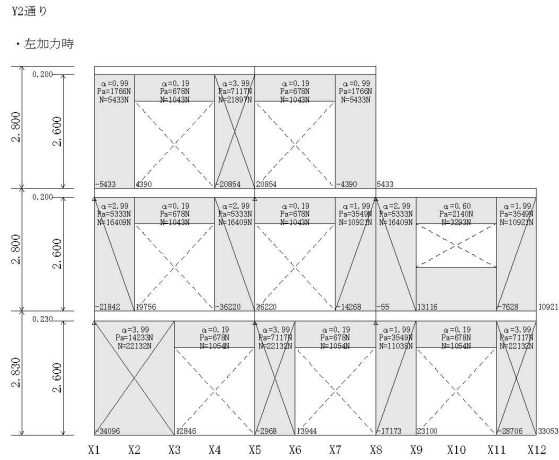 Y2通り
・左加力時
0.200
α=0.99 α=0.19 α=3.99 α=0.19 α=0.99
Pa=1766N Pa=678N Pa=7117N Pa=678N Pa=1766N
N=5433N N=1043N N=21897N N=1043N N=5433N
2.800 2.600
-5433 4390 -20854 20854 -4390 5433
0.200
α=2.99 α=0.19 α=2.99 α=0.19 α=1.99 α=2.99 α=0.60 α=1.99
Pa=5333N Pa=678N Pa=5333N Pa=678N Pa=3549N Pa=5333N Pa=2140N Pa=3549N
N=16409N N=1043N N=16409N N=1043N N=10921N N=16409N N=3293N N=10921N
2.800 2.600
-21842 19756 -36220 36220 -14268 -55 13116 -7628 10921
0.230
α=3.99 α=0.19 α=3.99 α=0.19 α=1.99 α=0.19 α=3.99
Pa=14233N Pa=678N Pa=7117N Pa=678N Pa=3549N Pa=678N Pa=7117N
N=22132N N=1054N N=22132N N=1054N N=11038N N=1054N N=22132N
2.830 2.600
-34096 12846 -2968 13944 -17173 23100 -28706 33053
X1 X2 X3 X4 X5 X6 X7 X8 X9 X10 X11 X12